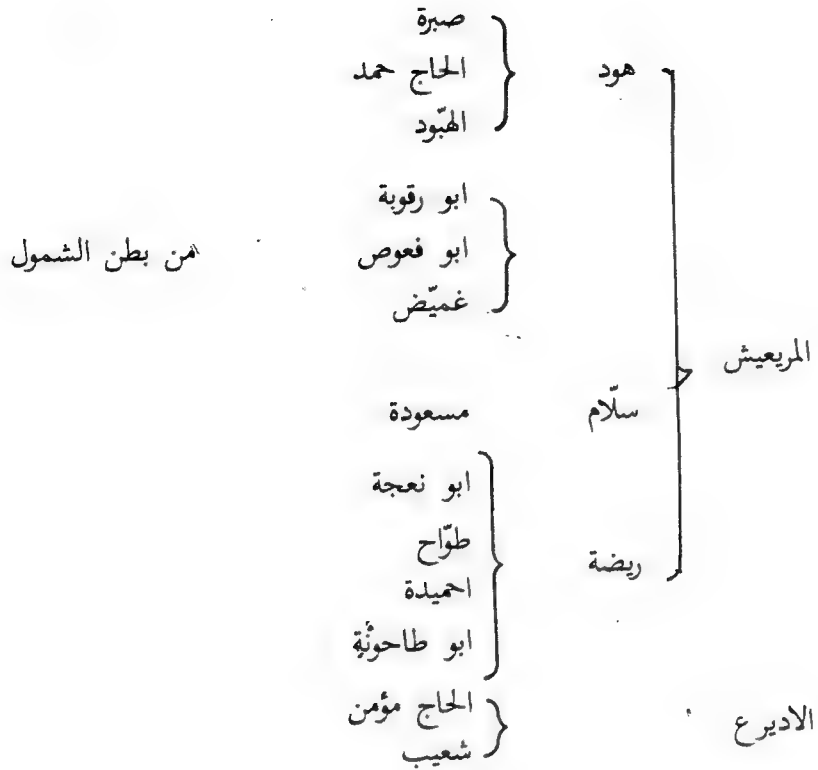 صبرة
هود الحاج حمد
الهبّود
ابو رقوبة
ابو فعوص من بطن الشمول
غميّض
المريعيش
سلّام مسعودة
ابو نعجة
طوّاح
ريضة
احميدة
ابو طاحونة
الحاج مؤمن
الاديرع
شعيب